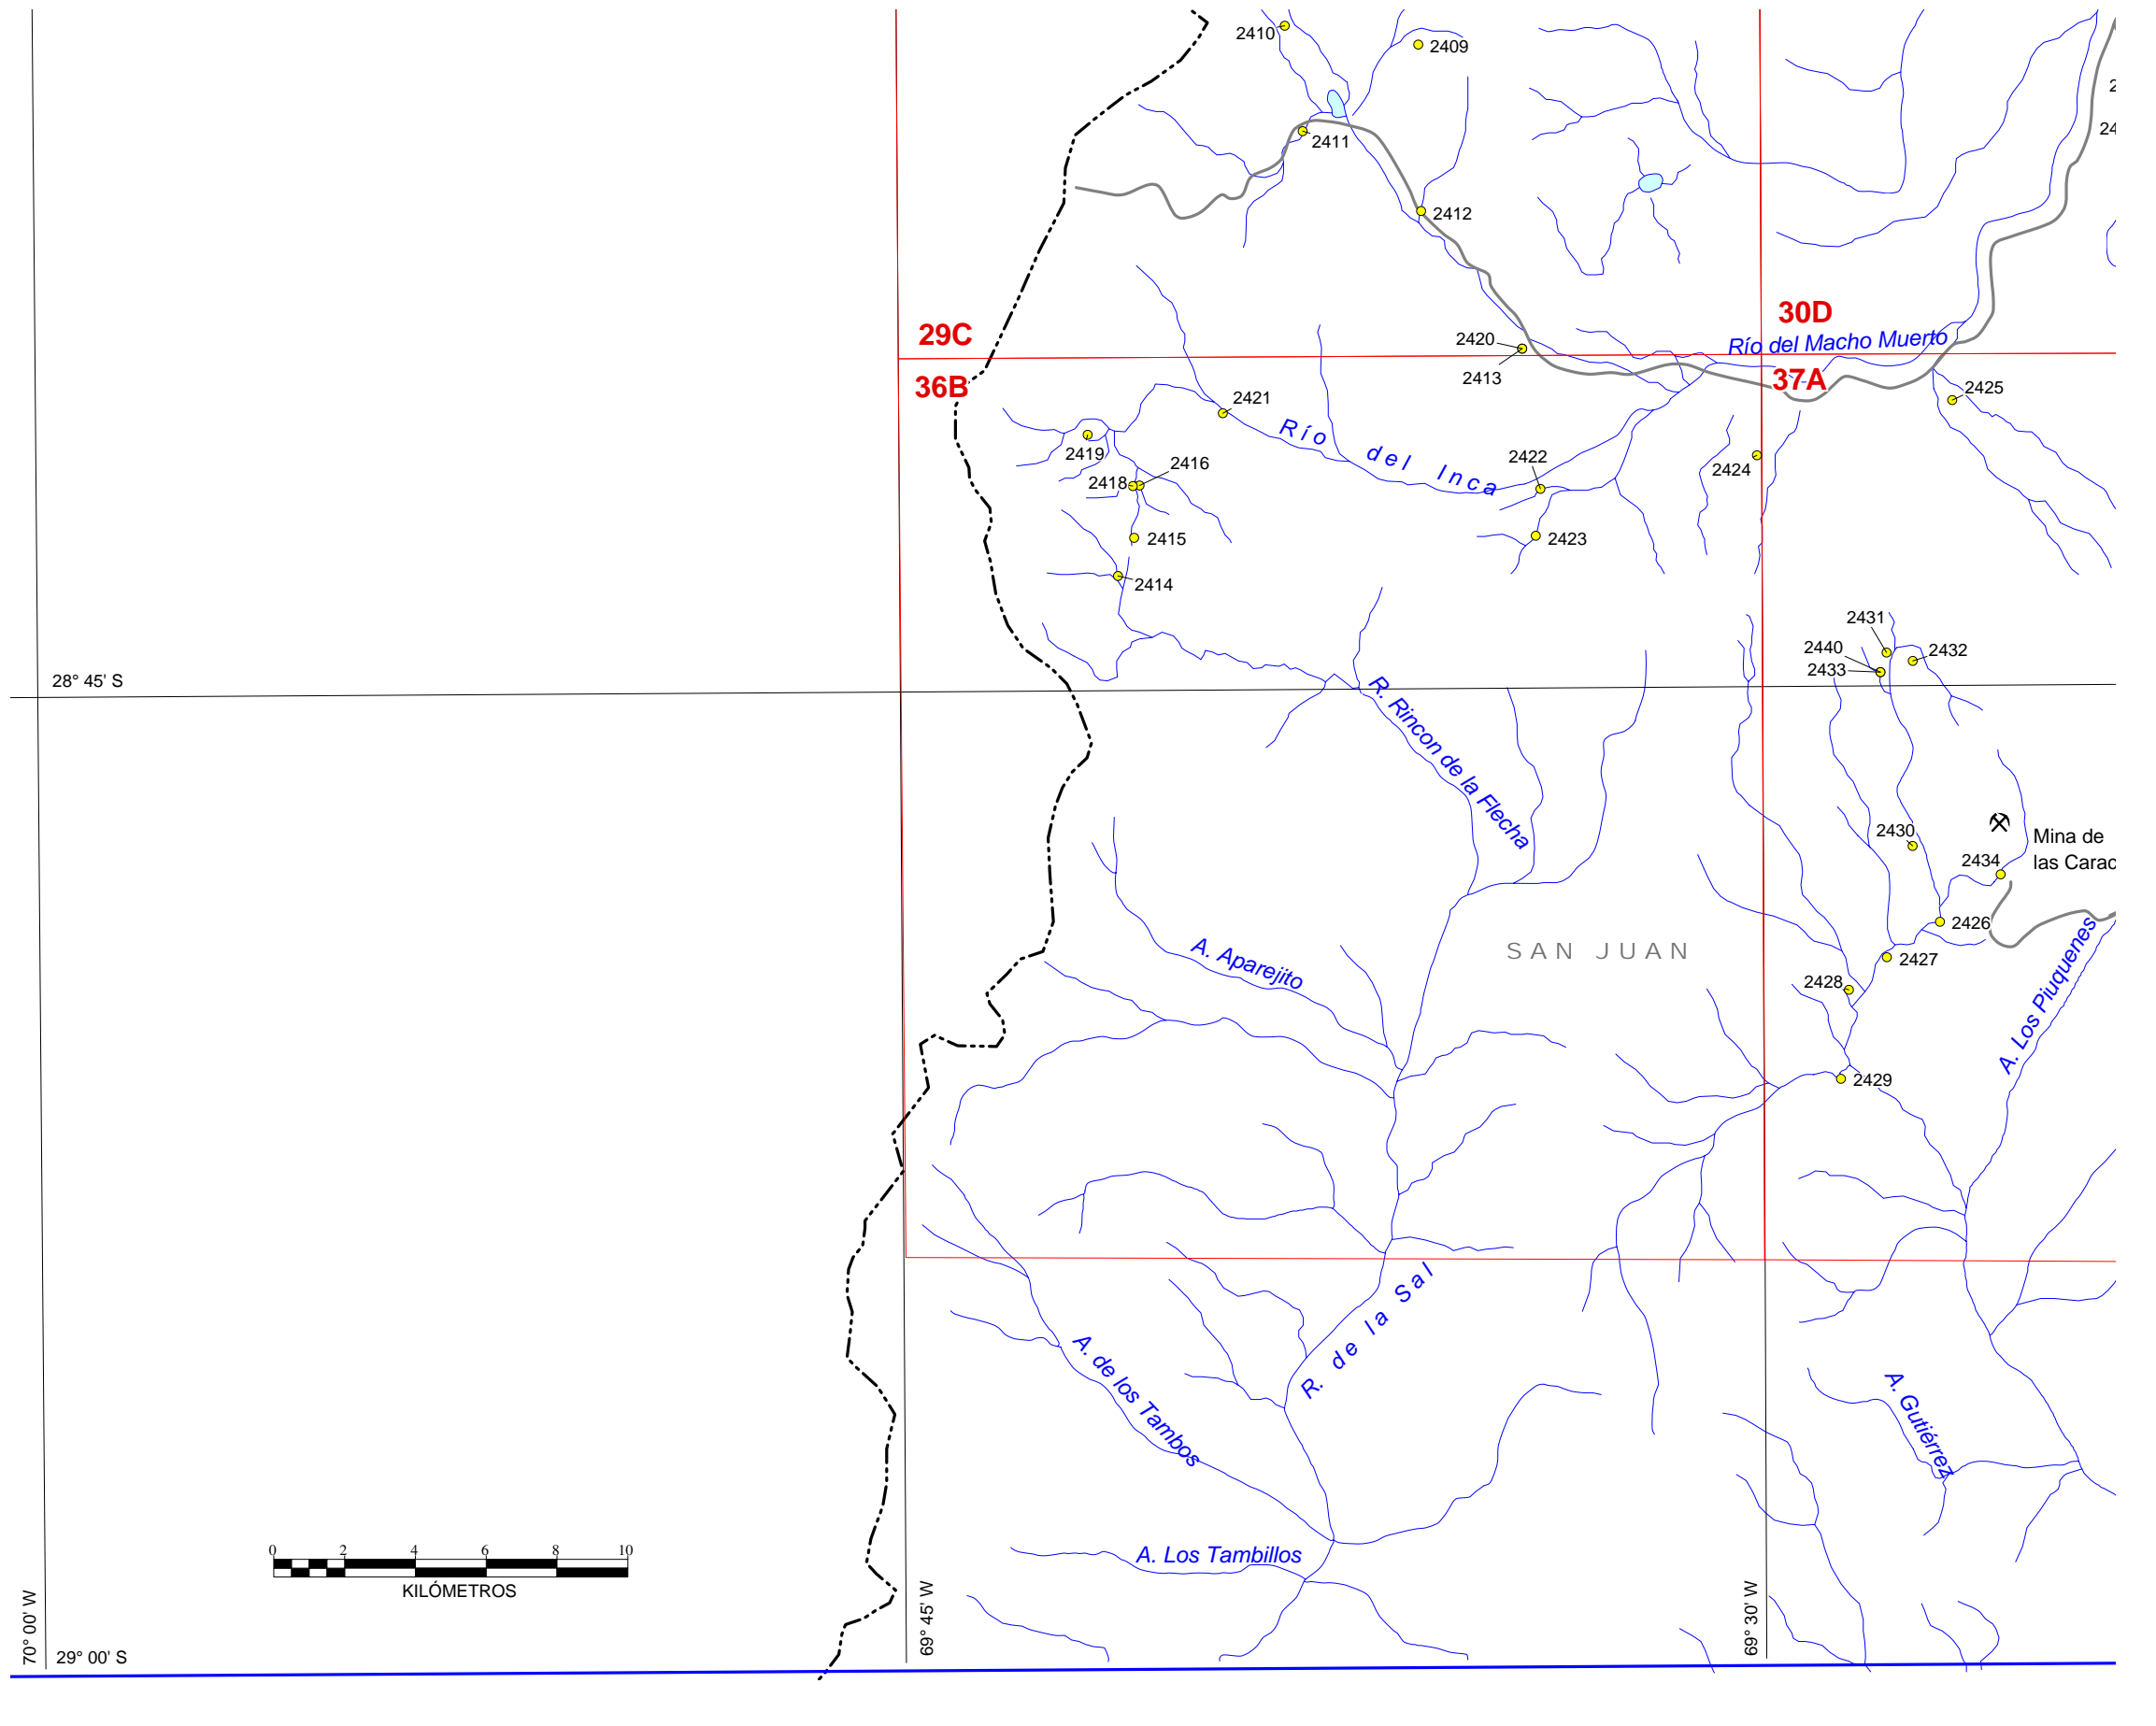 2410
2409
2411
2412
29C
30D
Río del Macho Muerto
2420
2413
36B
37A
2425
2421
Río del Inca
2419
2416
2418
2422
2424
2415
2423
2414
2431
2440
2432
2433
28° 45' S
R. Rincon de la Flecha
2430
Mina de
las Carac
2434
2426
SAN JUAN
A. Aparejito
2427
2428
A. Los Piuquenes
2429
R. de la Sal
A. de los Tambos
A. Gutiérrez
A. Los Tambillos
0 2 4 6 8 10
KILÓMETROS
70° 00' W
69° 45' W
69° 30' W
29° 00' S